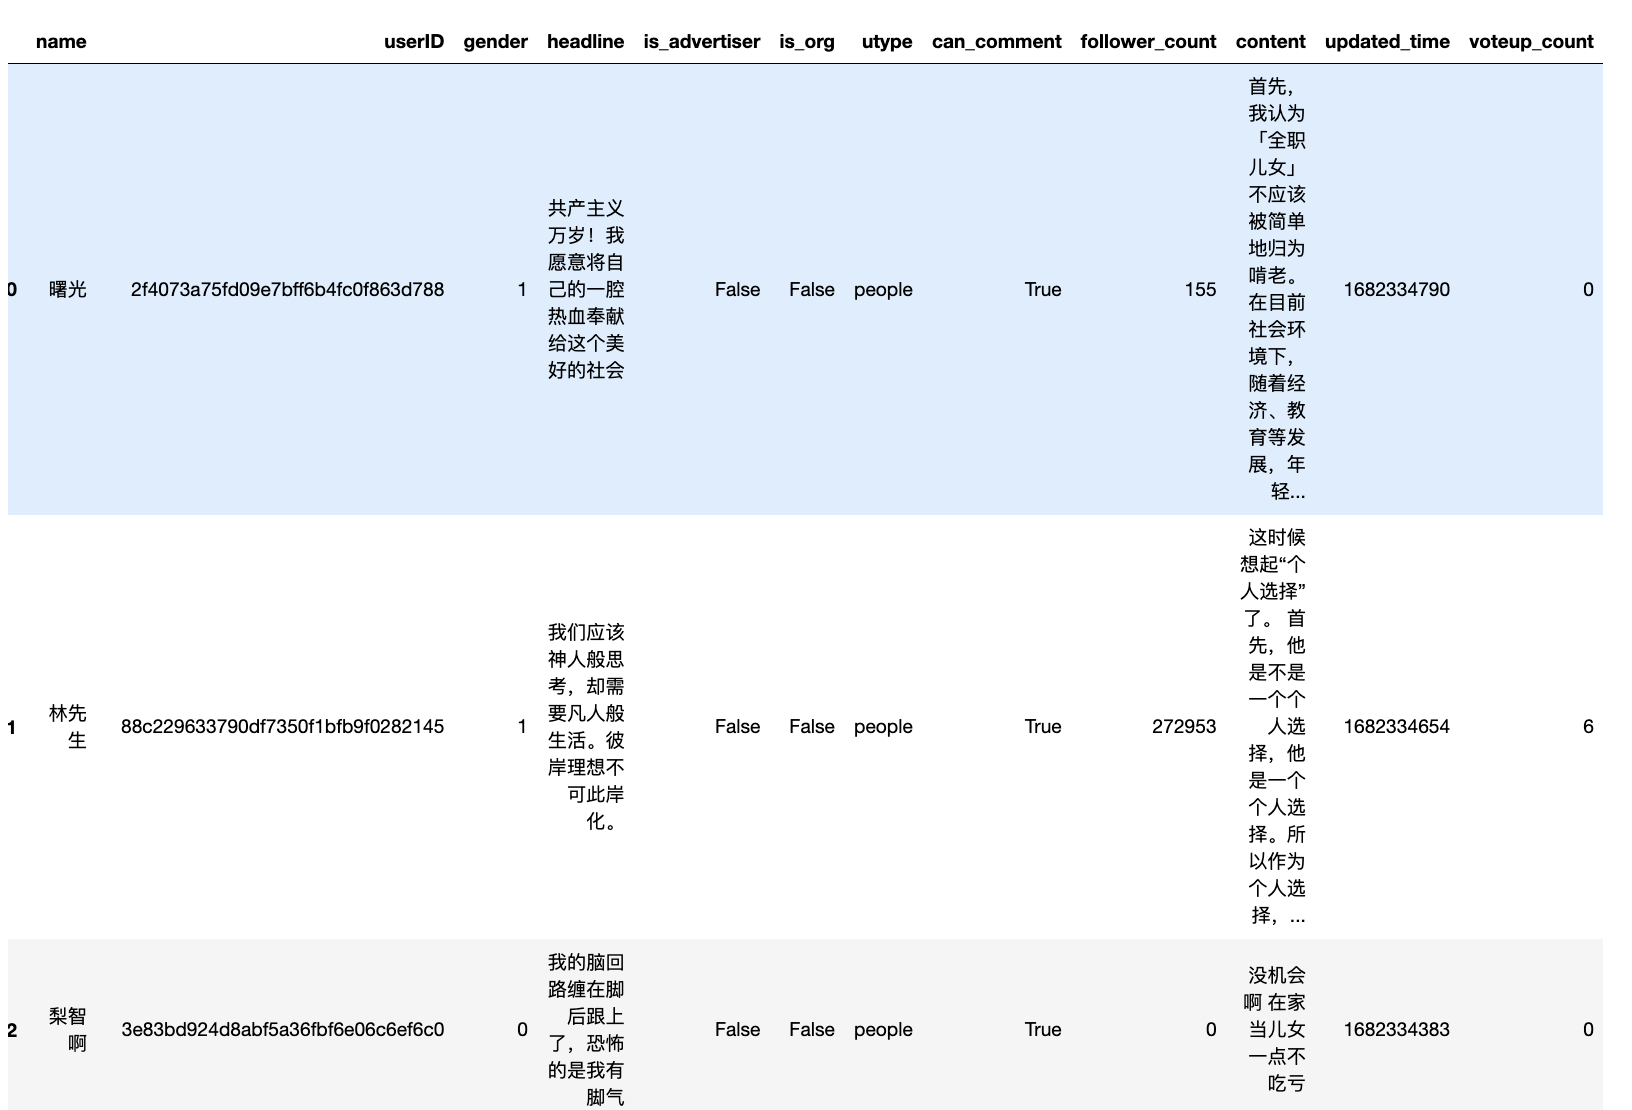 name userID gender headline is_advertiser is_org utype can_comment follower_count content updated_time voteup_count
0 曙光 2f4073a75fd09e7bff6b4fc0f863d788 1
共产主义
万岁！我
愿意将自
己的一腔
热血奉献
给这个美
好的社会
False False people True 155
首先，
我认为
「全职
儿女」
不应该
被简单
地归为
啃老。
在目前
社会环
境下，
随着经
济、教
育等发
展，年
轻...
1682334790 0
1
林先
生
88c229633790df7350f1bfb9f0282145 1
我们应该
神人般思
考，却需
要凡人般
生活。彼
岸理想不
可此岸
化。
False False people True 272953
这时候
想起“个
人选择”
了。 首
先，他
是不是
一个个
人选
择，他
是一个
个人选
择。所
以作为
个人选
择，...
1682334654 6
2
梨智
啊
3e83bd924d8abf5a36fbf6e06c6ef6c0 0
我的脑回
路缠在脚
后跟上
了，恐怖
的是我有
脚气
False False people True 0
没机会
啊 在家
当儿女
一点不
吃亏
1682334383 0